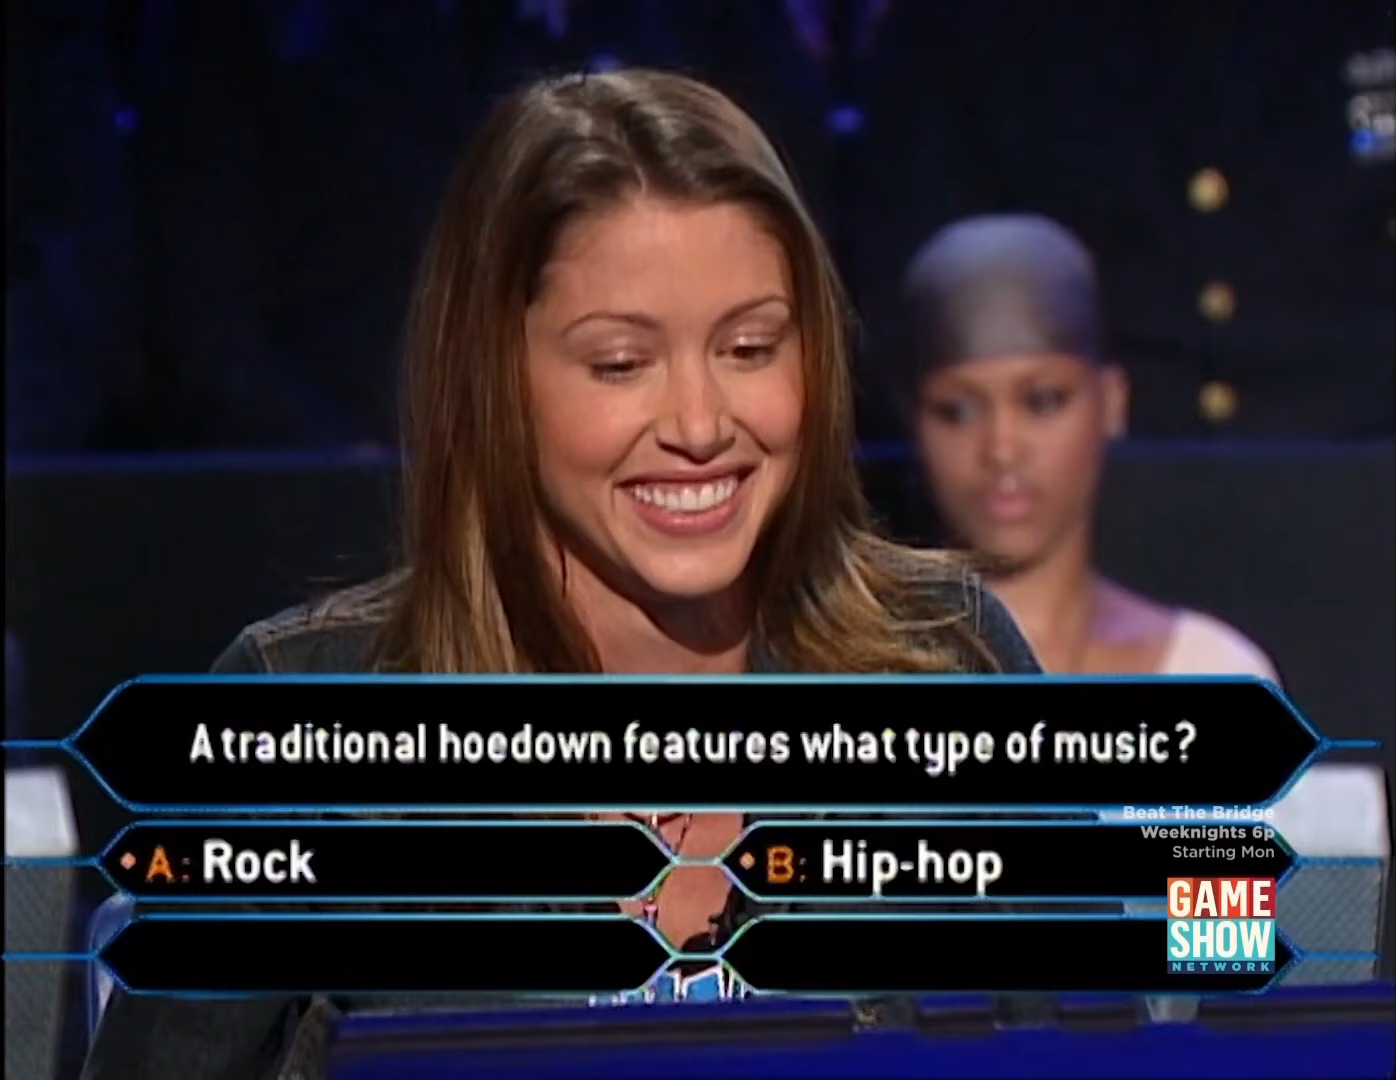 A traditional hoedown features what type of music?
A: Rock
B: Hip-hop
Beat The Bridge
Weeknights 6p
Starting Mon
GAME
SHOW
NETWORK